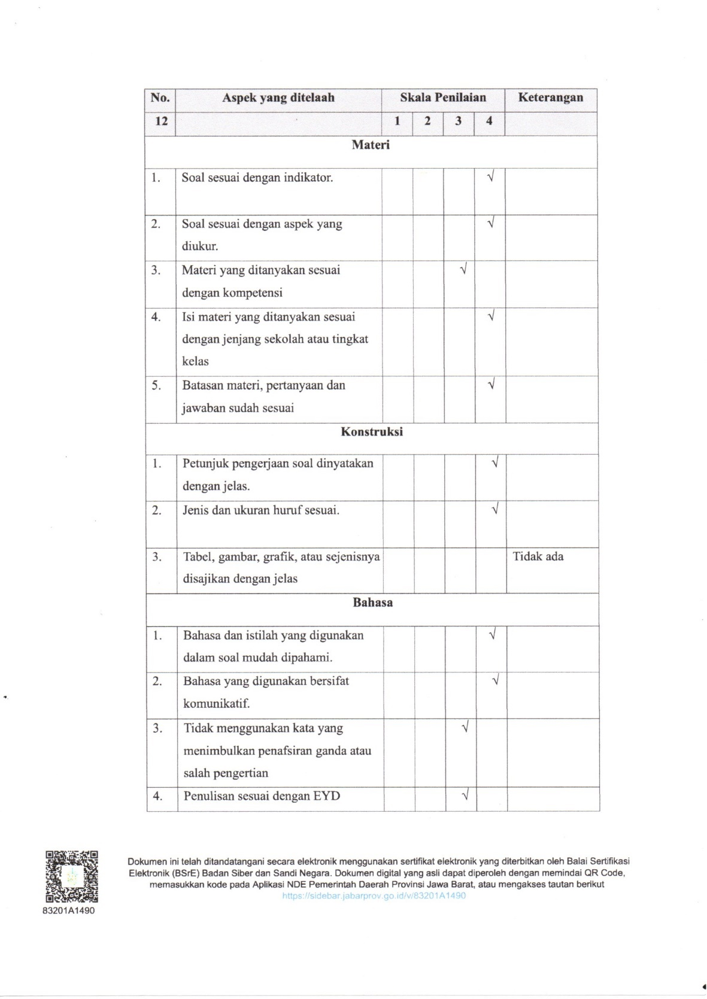 No. Aspek yang ditelaah Skala Penilaian Keterangan
12 1 2 3 4
Materi
1. Soal sesuai dengan indikator. √
2. Soal sesuai dengan aspek yang √
diukur.
3. Materi yang ditanyakan sesuai √
dengan kompetensi
4. Isi materi yang ditanyakan sesuai √
dengan jenjang sekolah atau tingkat
kelas
5. Batasan materi, pertanyaan dan √
jawaban sudah sesuai
Konstruksi
1. Petunjuk pengerjaan soal dinyatakan √
dengan jelas.
2. Jenis dan ukuran huruf sesuai. √
3. Tabel, gambar, grafik, atau sejenisnya Tidak ada
disajikan dengan jelas
Bahasa
1. Bahasa dan istilah yang digunakan √
dalam soal mudah dipahami.
2. Bahasa yang digunakan bersifat √
komunikatif.
3. Tidak menggunakan kata yang √
menimbulkan penafsiran ganda atau
salah pengertian
4. Penulisan sesuai dengan EYD √
Dokumen ini telah ditandatangani secara elektronik menggunakan sertifikat elektronik yang diterbitkan oleh Balai Sertifikasi
Elektronik (BSrE) Badan Siber dan Sandi Negara. Dokumen digital yang asli dapat diperoleh dengan memindai QR Code,
memasukkan kode pada Aplikasi NDE Pemerintah Daerah Provinsi Jawa Barat, atau mengakses tautan berikut
https://sidebar.jabarprov.go.id/v/83201A1490
83201A1490